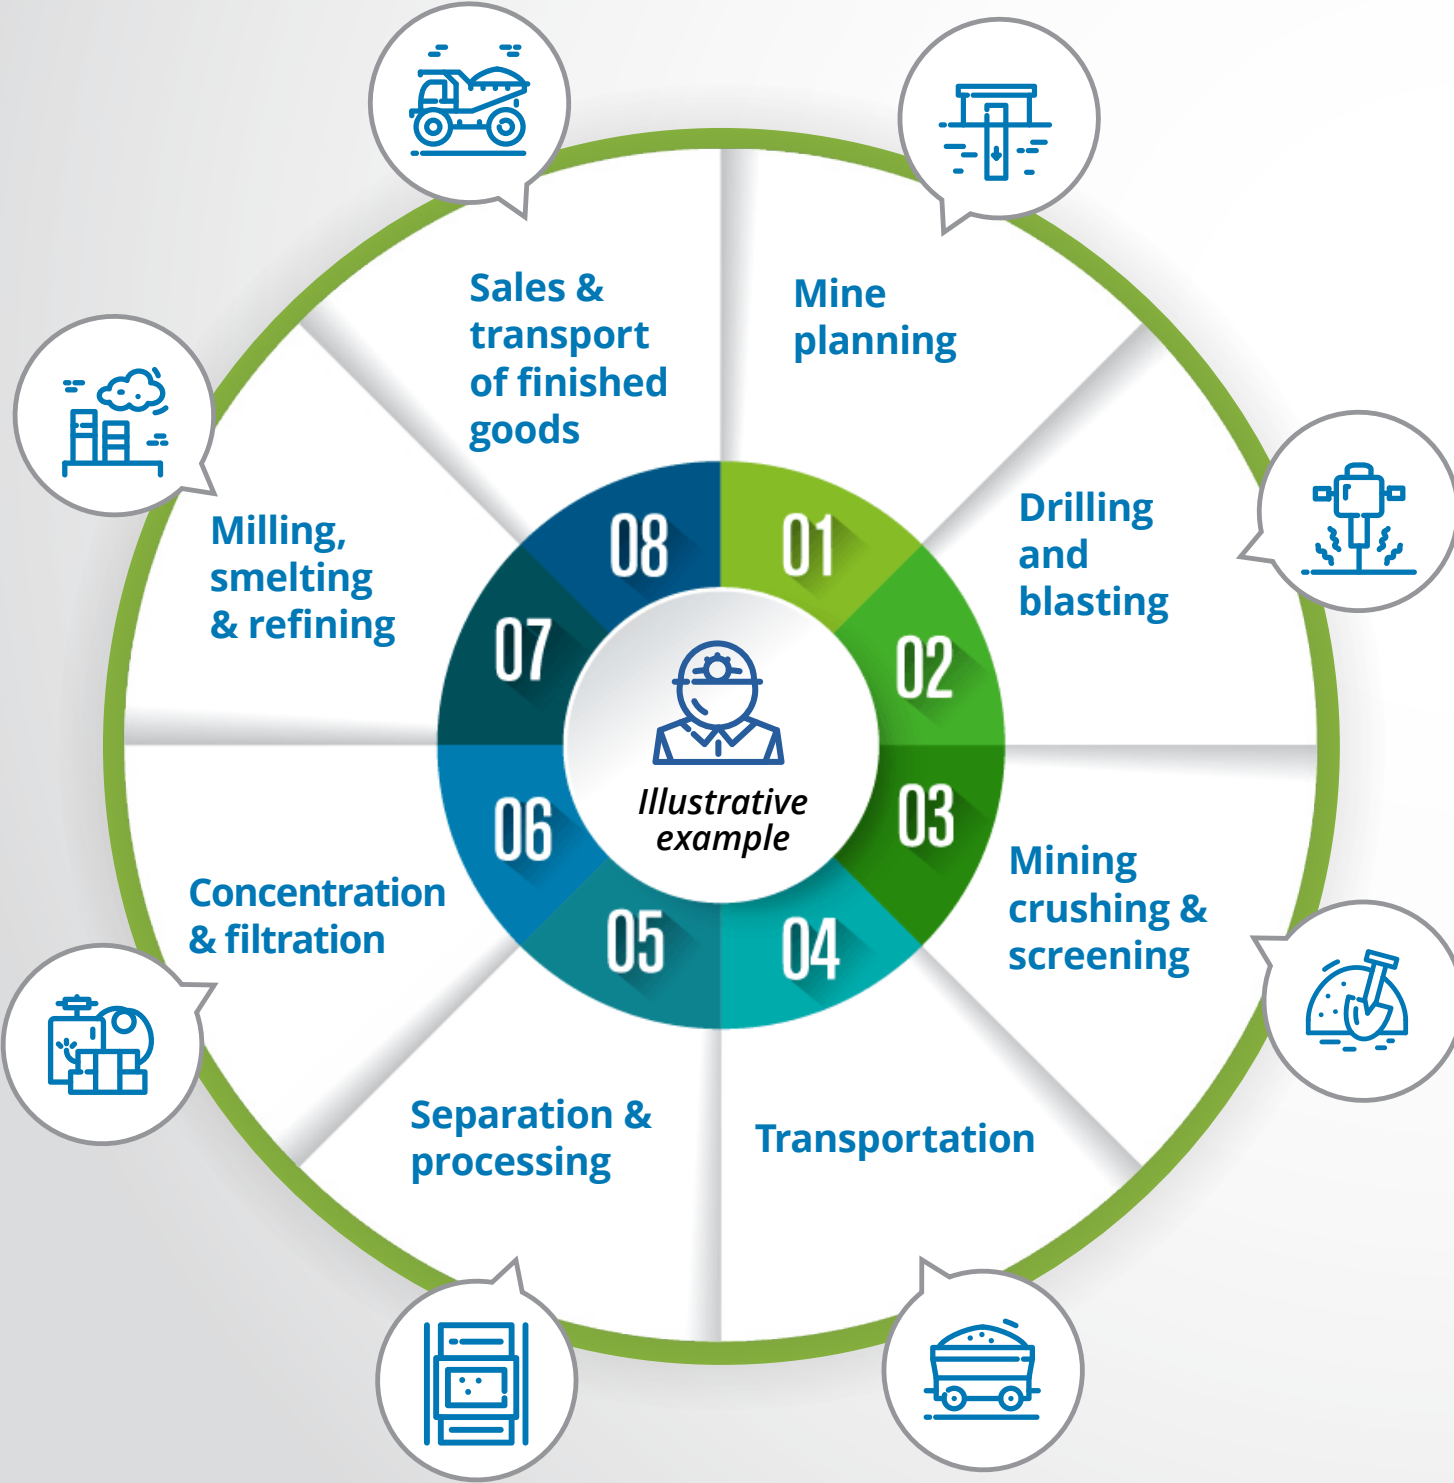 01
Mine
planning
02
Drilling
and
blasting
03
Mining
crushing &
screening
04
Transportation
05
Separation &
processing
06
Concentration
& filtration
07
Milling,
smelting
& refining
08
Sales &
transport
of finished
goods
Illustrative
example